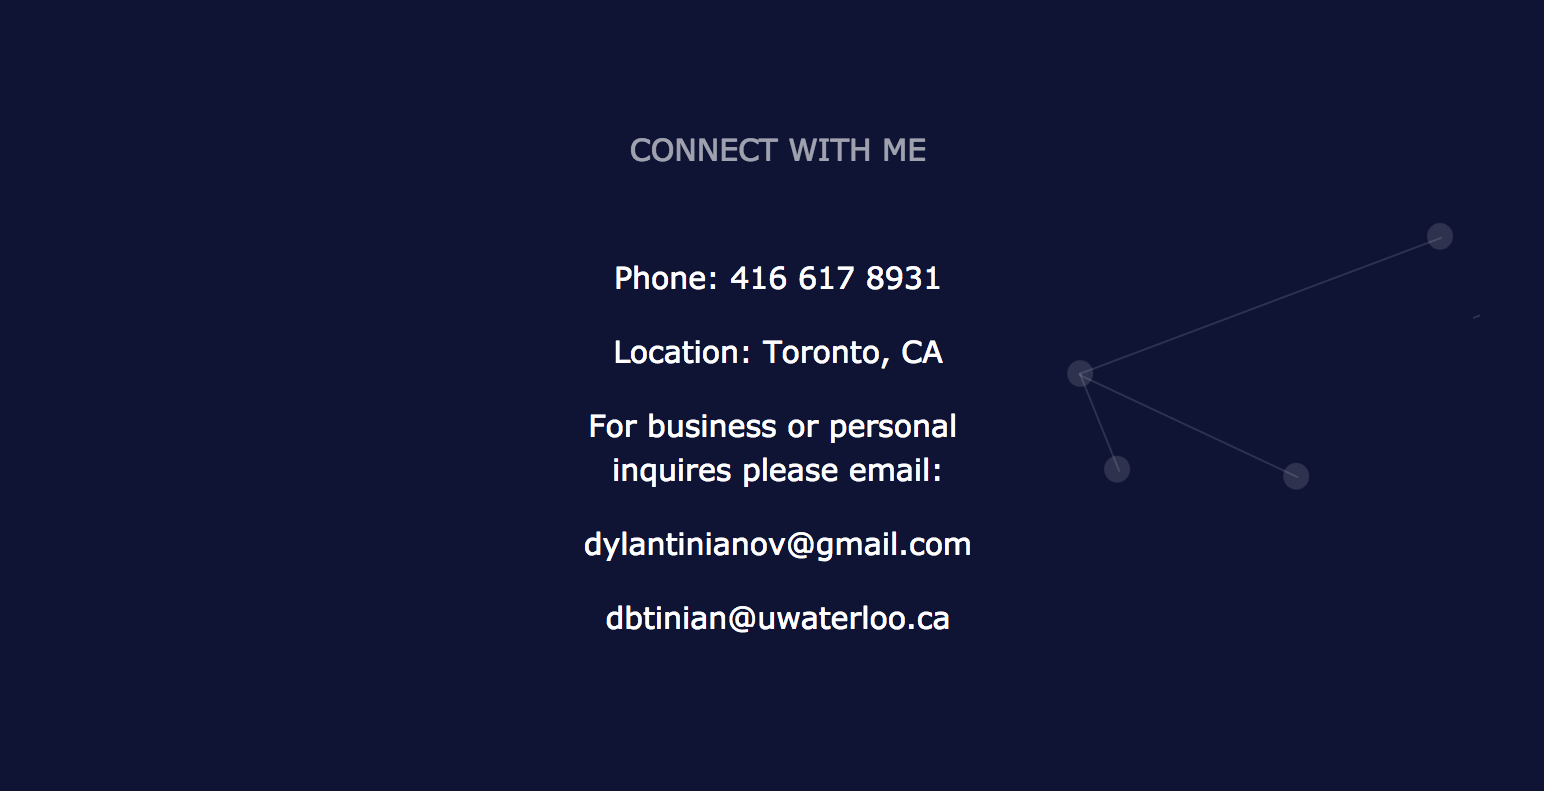 CONNECT WITH ME
Phone: 416 617 8931
Location: Toronto, CA
For business or personal
inquires please email:
dylantinianov@gmail.com
dbtinian@uwaterloo.ca